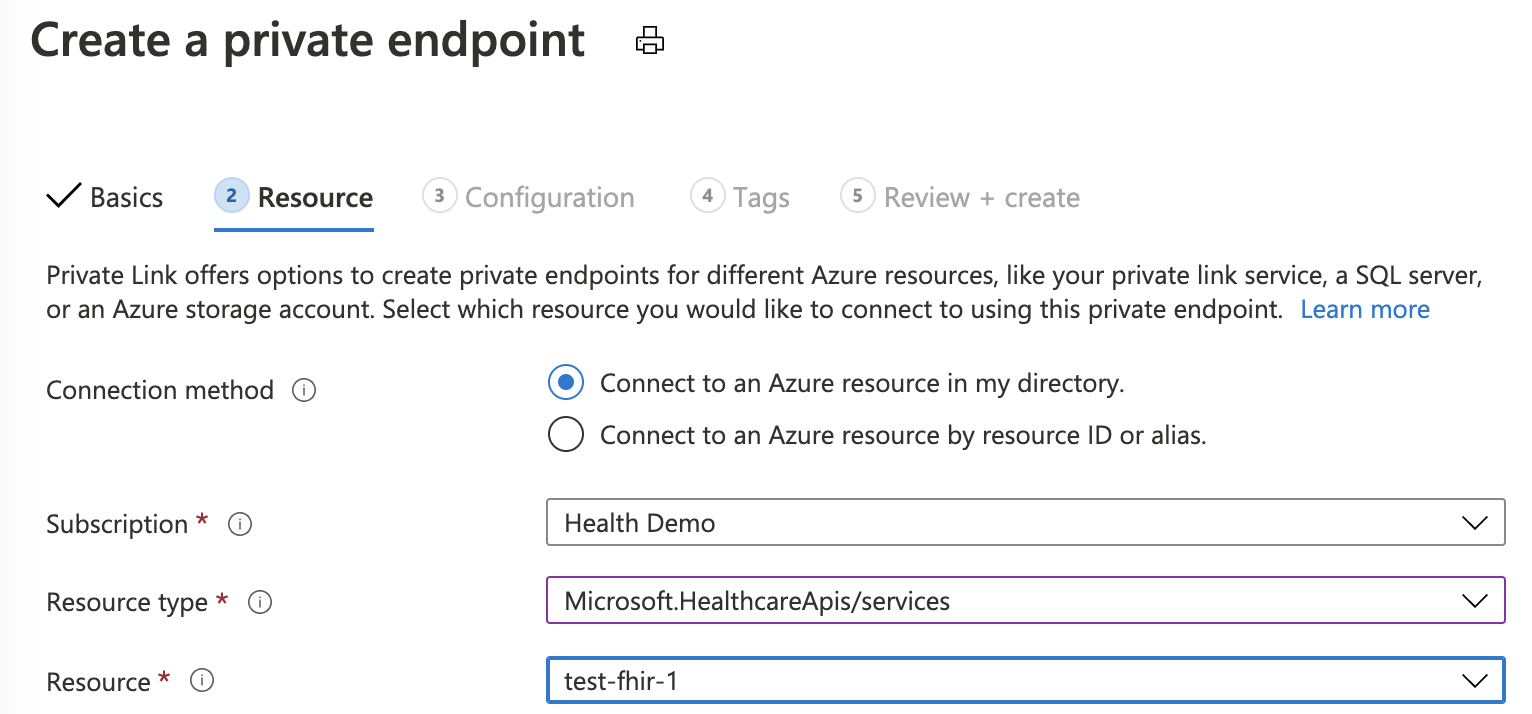 Create a private endpoint
Basics 2 Resource 3 Configuration 4 Tags 5 Review + create
Private Link offers options to create private endpoints for different Azure resources, like your private link service, a SQL server,
or an Azure storage account. Select which resource you would like to connect to using this private endpoint. Learn more
Connection method Connect to an Azure resource in my directory.
Connect to an Azure resource by resource ID or alias.
Subscription * Health Demo
Resource type * Microsoft.HealthcareApis/services
Resource * test-fhir-1